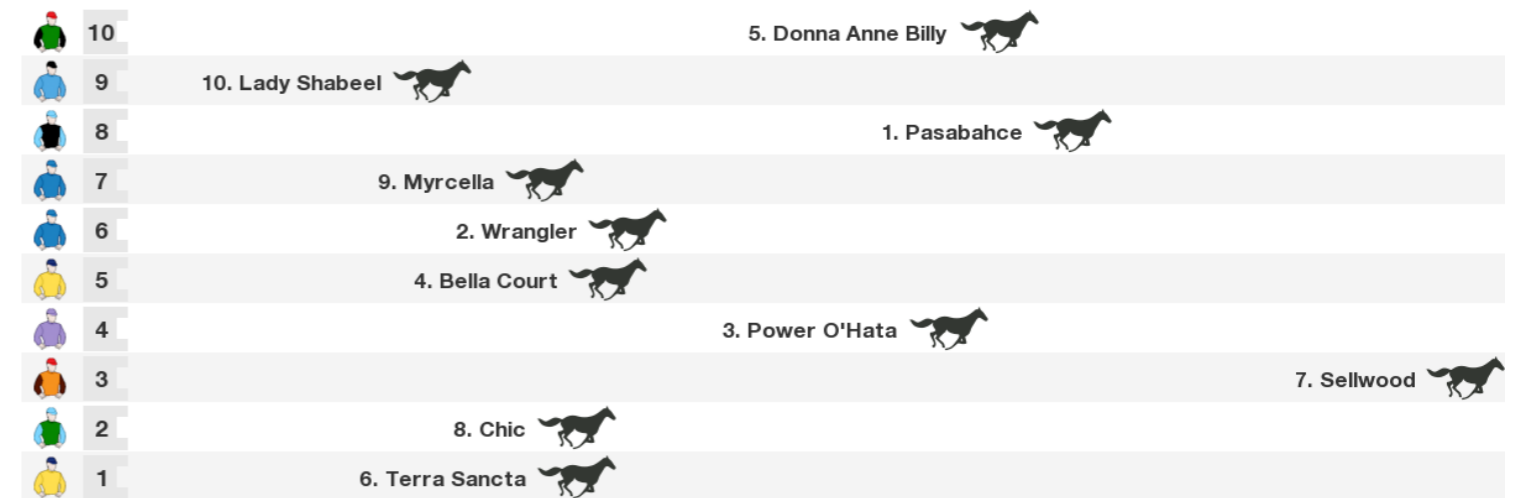 10 5. Donna Anne Billy
9 10. Lady Shabeel
8 1. Pasabahce
7 9. Myrcella
6 2. Wrangler
5 4. Bella Court
4 3. Power O'Hata
3 7. Sellwood
2 8. Chic
1 6. Terra Sancta